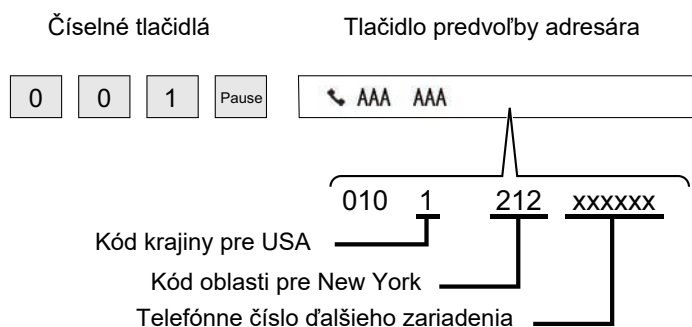 Číselné tlačidlá Tlačidlo predvoľby adresára
0 0 1 Pause AAA AAA
010 1 212 xxxxxx
Kód krajiny pre USA
Kód oblasti pre New York
Telefónne číslo ďalšieho zariadenia